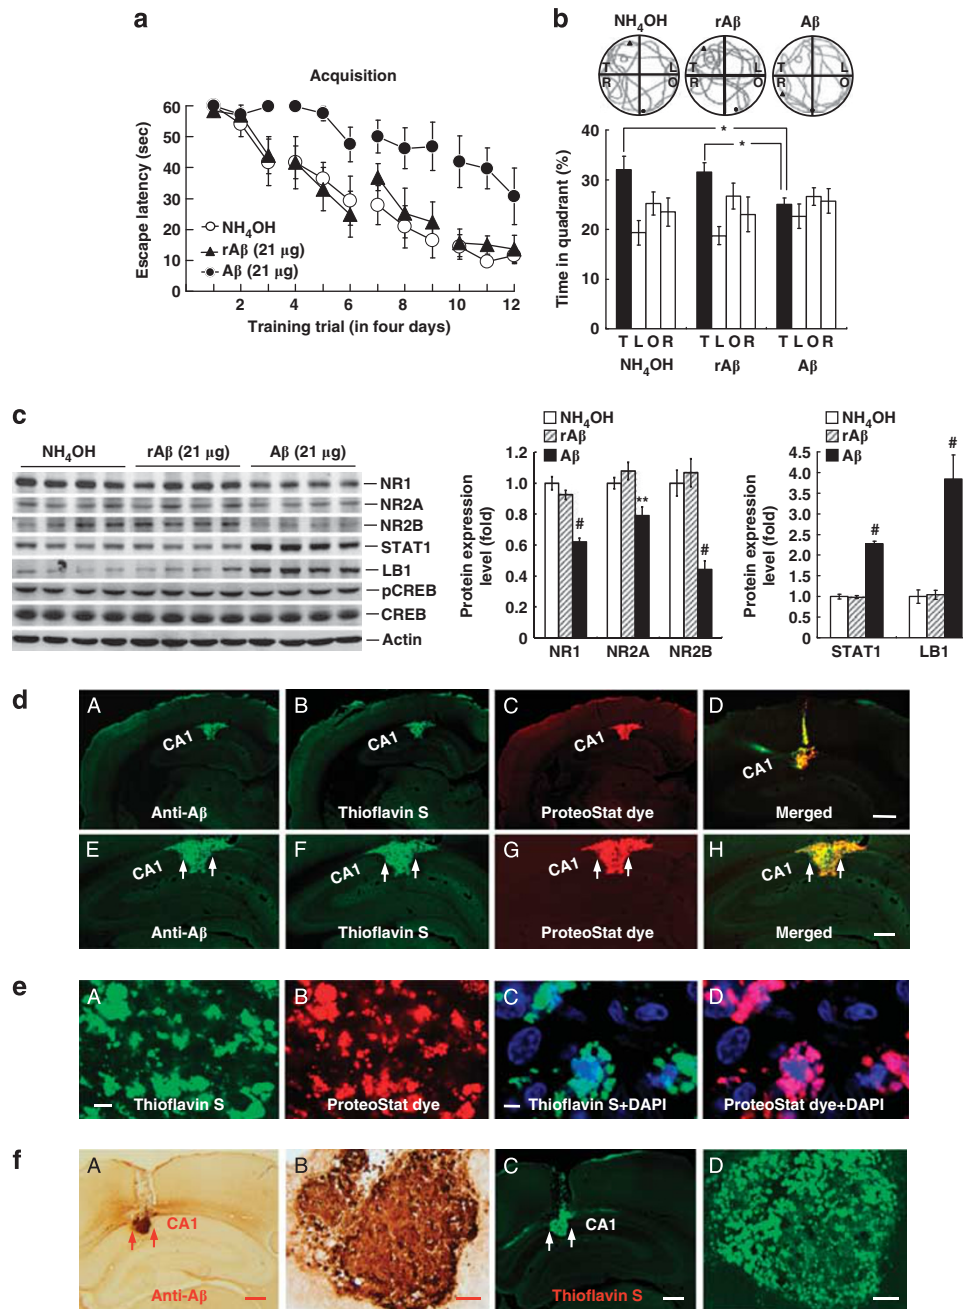 a
Acquisition
Escape latency (sec)
60
50
40
30
20
10
0
NH4OH
rAβ (21 μg)
Aβ (21 μg)
2 4 6 8 10 12
Training trial (in four days)
b
NH4OH rAβ Aβ
T L
R O
T L
R O
T L
R O
Time in quadrant (%)
40
30
20
10
0
* 
*
T L O R T L O R T L O R
NH4OH rAβ Aβ
c
NH4OH rAβ (21 μg) Aβ (21 μg)
NR1
NR2A
NR2B
STAT1
LB1
pCREB
CREB
Actin
NH4OH
rAβ
Aβ
Protein expression level (fold)
1.2
1.0
0.8
0.6
0.4
0.2
0
# ** #
NR1 NR2A NR2B
NH4OH
rAβ
Aβ
Protein expression level (fold)
4.5
4.0
3.5
3.0
2.5
2.0
1.5
1.0
0.5
0
# #
STAT1 LB1
d
A CA1 Anti-Aβ
B CA1 Thioflavin S
C CA1 ProteoStat dye
D CA1 Merged
E CA1 Anti-Aβ
F CA1 Thioflavin S
G CA1 ProteoStat dye
H CA1 Merged
e
A Thioflavin S
B ProteoStat dye
C Thioflavin S+DAPI
D ProteoStat dye+DAPI
f
A CA1 Anti-Aβ
B
C CA1 Thioflavin S
D